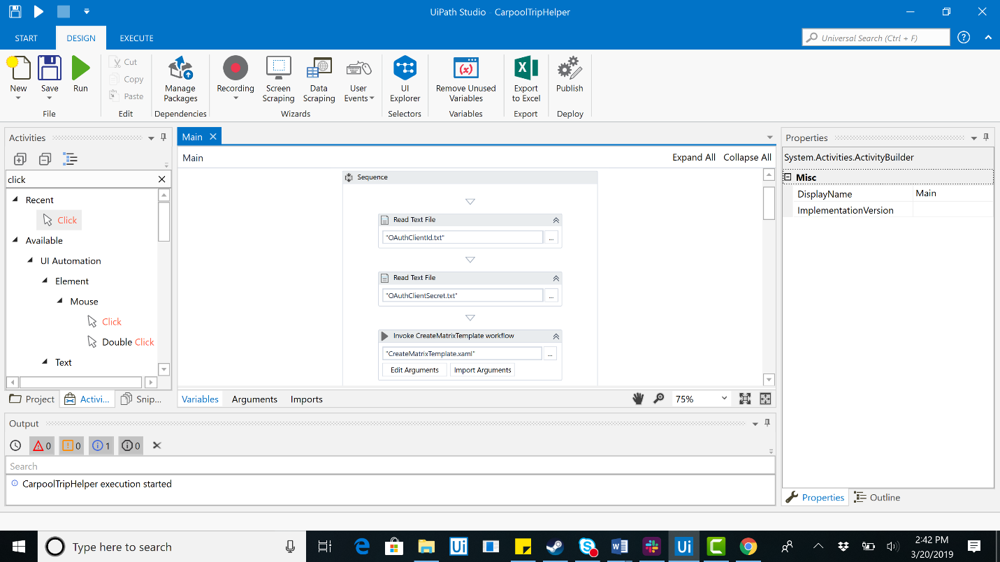 UiPath Studio - CarpoolTripHelper
START DESIGN EXECUTE
Universal Search (Ctrl + F)
?
New Save Run
Cut
Copy
Paste
Manage Packages
Recording
Screen Scraping
Data Scraping
User Events
UI Explorer
Remove Unused Variables
Export to Excel
Publish
File Edit Dependencies Wizards Selectors Variables Export Deploy
Activities
click
Recent
Click
Available
UI Automation
Element
Mouse
Click
Double Click
Text
Project Activi... Snip...
Main
Main Expand All Collapse All
Sequence
Read Text File
"OAuthClientId.txt" ...
Read Text File
"OAuthClientSecret.txt" ...
Invoke CreateMatrixTemplate workflow
"CreateMatrixTemplate.xaml" ...
Edit Arguments Import Arguments
Variables Arguments Imports 75%
Properties
System.Activities.ActivityBuilder
Misc
DisplayName Main
ImplementationVersion
Properties Outline
Output
0 0 1 0
Search
CarpoolTripHelper execution started
Type here to search
Ui
Ui
2:42 PM
3/20/2019